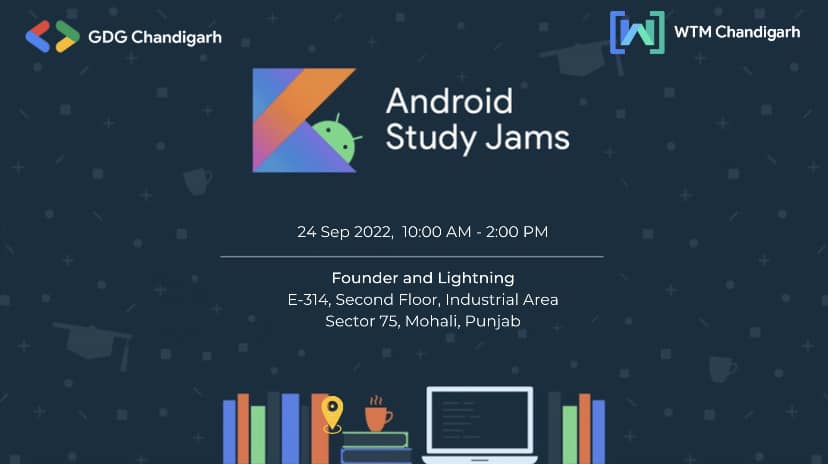 GDG Chandigarh
WTM Chandigarh
Android
Study Jams
24 Sep 2022, 10:00 AM - 2:00 PM
Founder and Lightning
E-314, Second Floor, Industrial Area
Sector 75, Mohali, Punjab